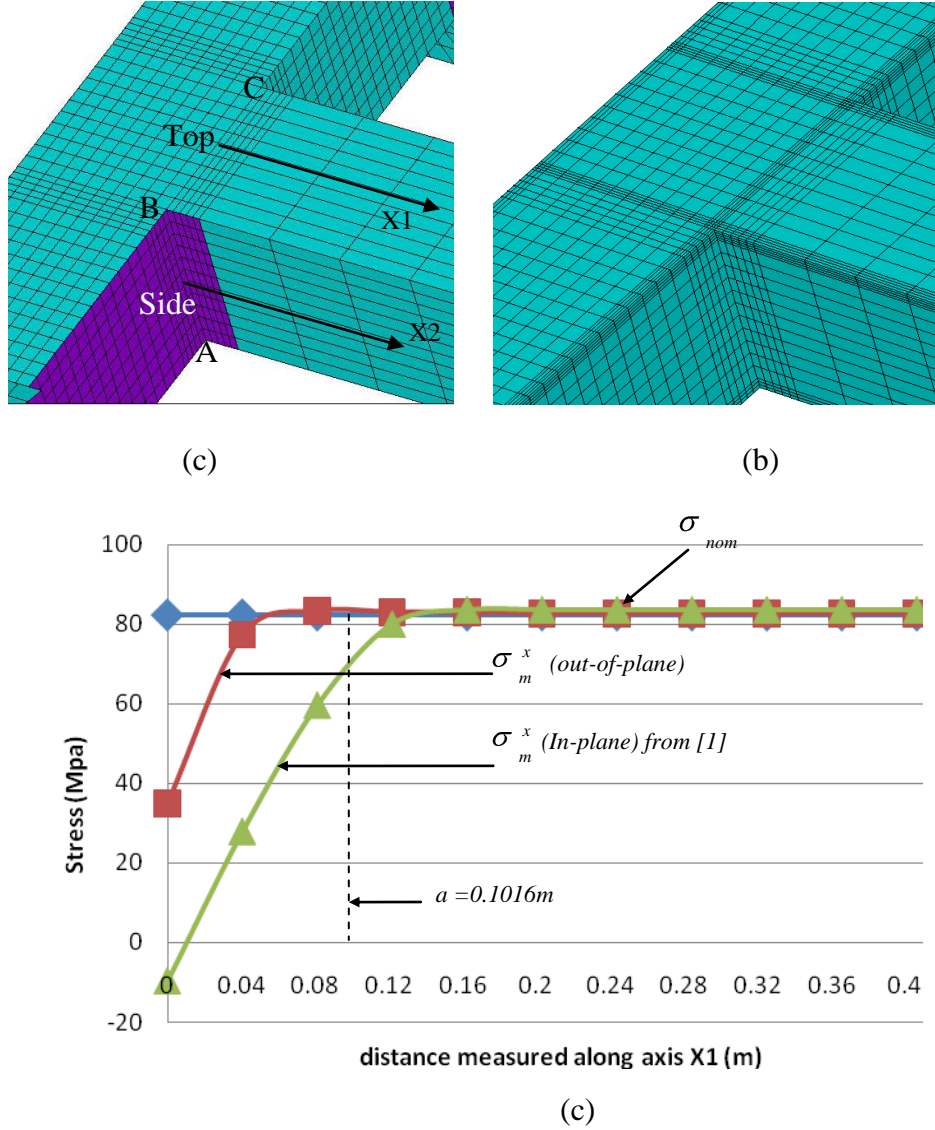 C
Top
B
X1
Side
X2
A
(c)
(b)
σ nom
100
80
60
40
20
0
-20
σ m x (out-of-plane)
σ m x (In-plane) from [1]
a =0.1016m
0 0.04 0.08 0.12 0.16 0.2 0.24 0.28 0.32 0.36 0.4
Stress (Mpa)
distance measured along axis X1 (m)
(c)